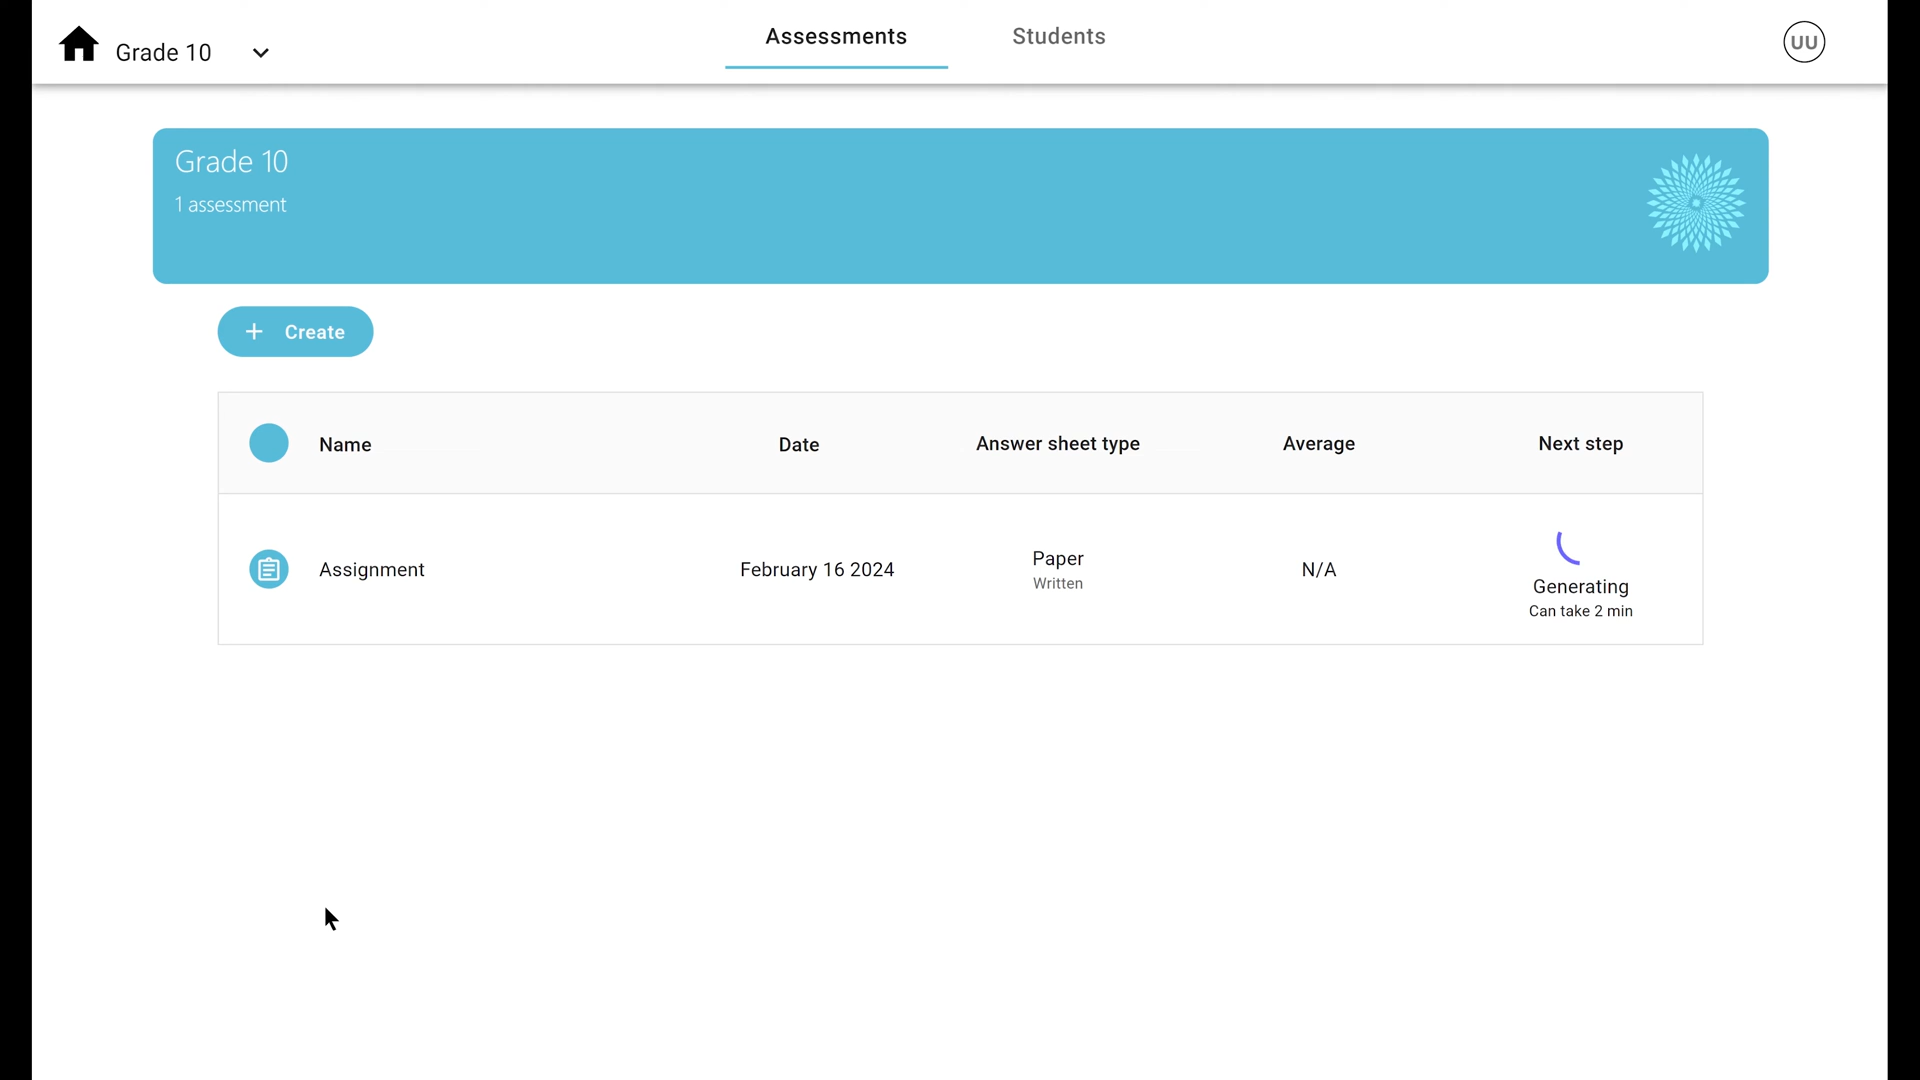 Grade 10
Assessments
Students
UU
Grade 10
1 assessment
+ Create
Name
Date
Answer sheet type
Average
Next step
Assignment
February 16 2024
Paper
Written
N/A
Generating
Can take 2 min